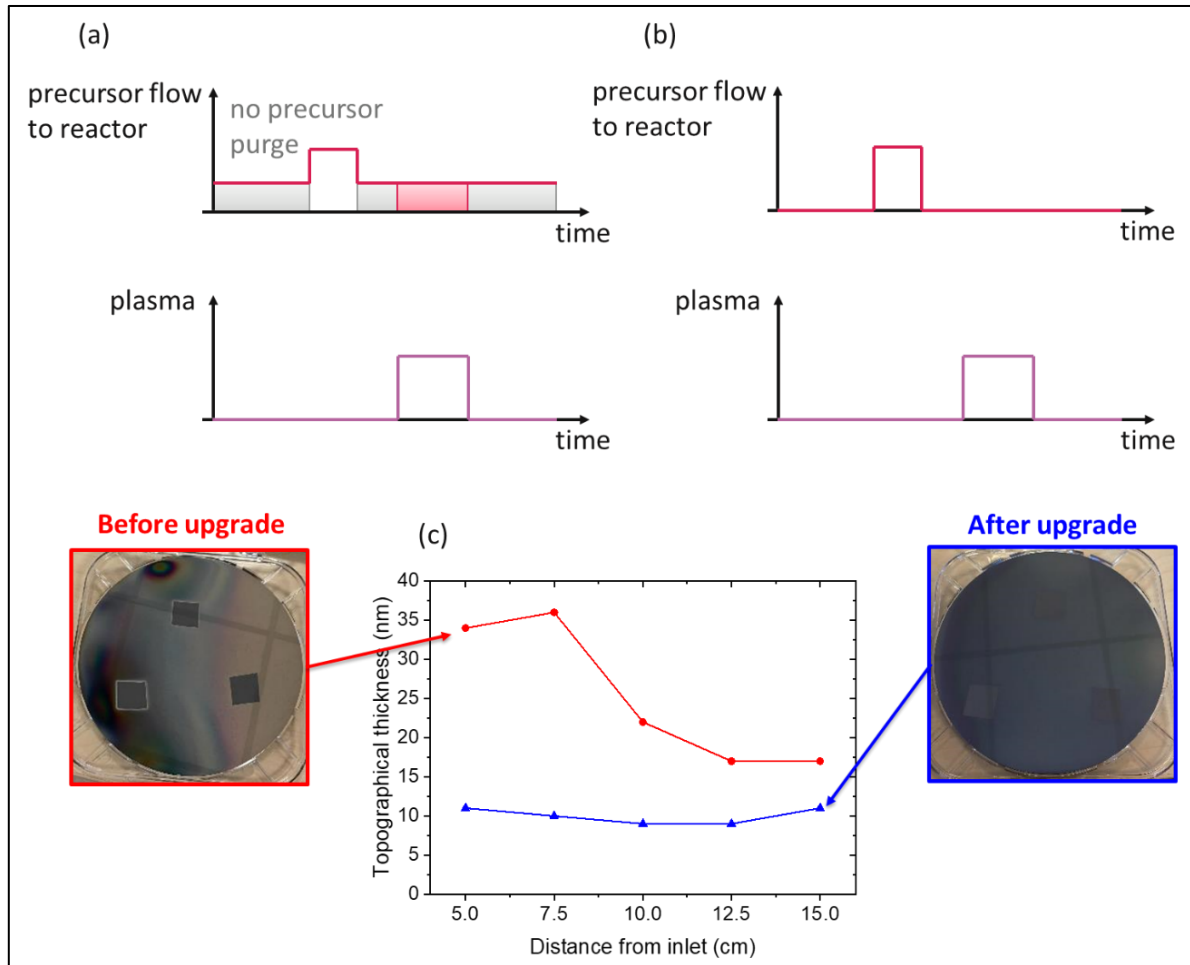 (a)
precursor flow
to reactor
no precursor
purge
time
plasma
time
(b)
precursor flow
to reactor
time
plasma
time
Before upgrade
(c)
After upgrade
Topographical thickness (nm)
40
35
30
25
20
15
10
5
0
5.0 7.5 10.0 12.5 15.0
Distance from inlet (cm)